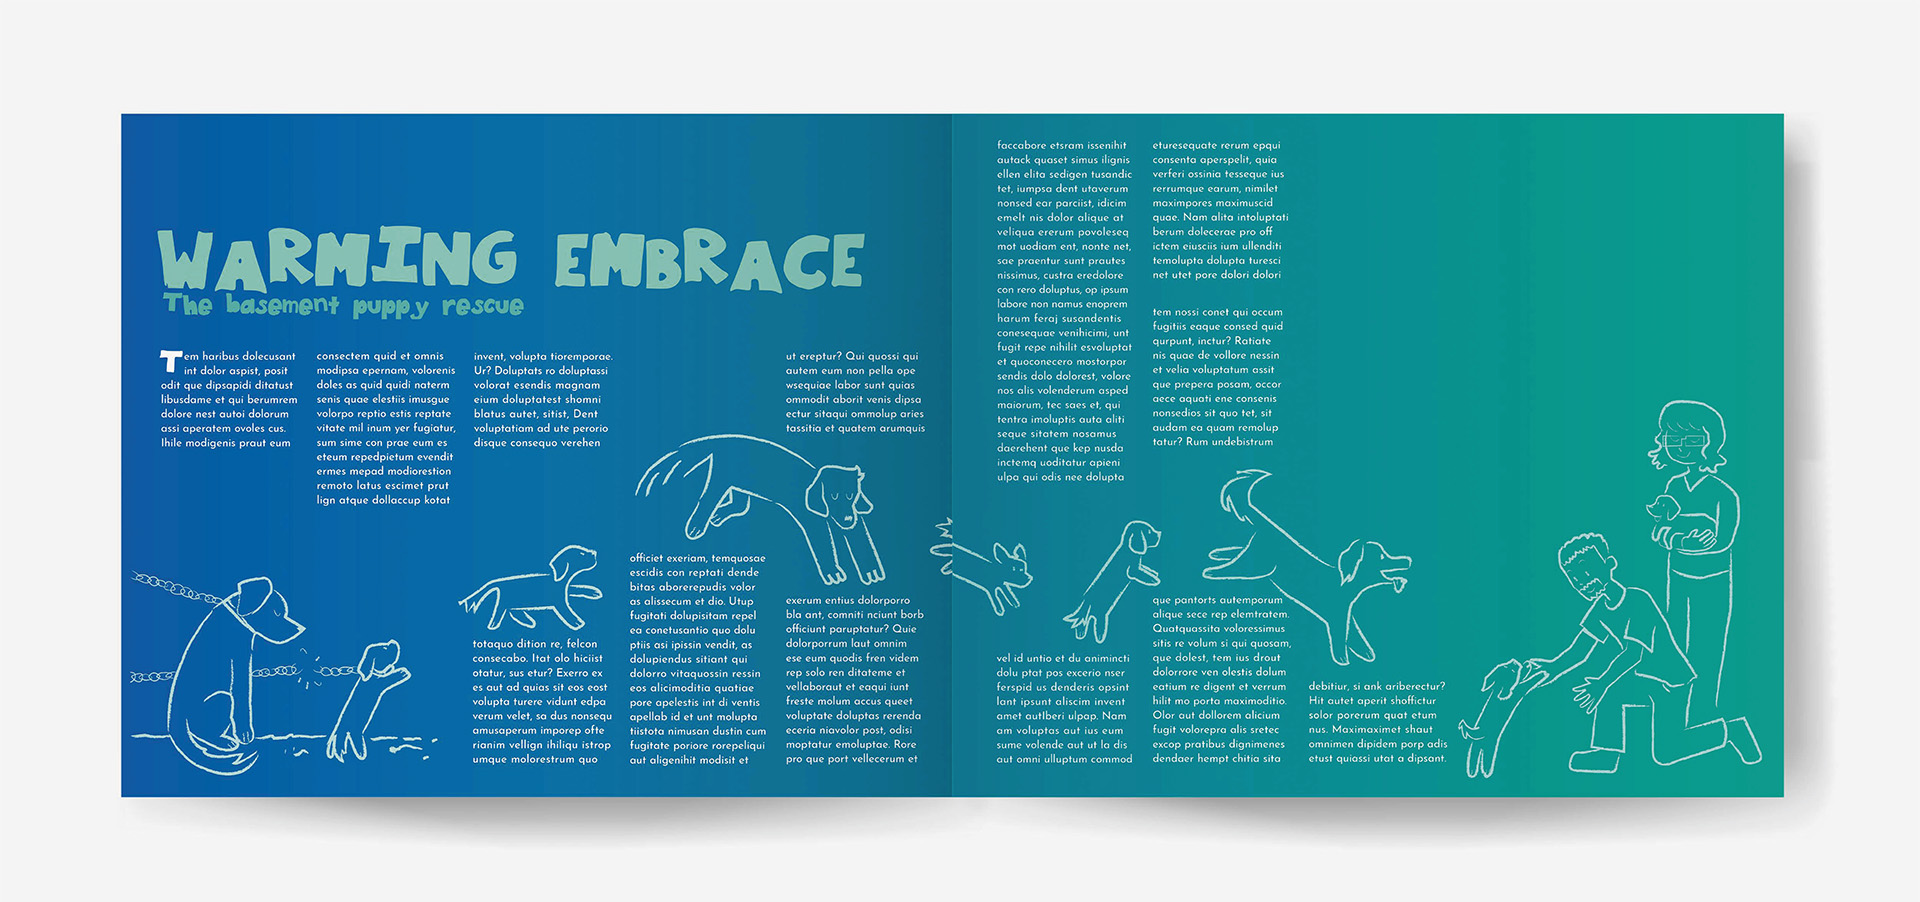 WARMING EMBRACE
The basement puppy rescue
Tem haribus dolecusant
int dolor aspist, posit
odit que dipsapidi ditatust
libusdame et qui berumrem
dolore nest autoi dolorum
assi aperatem ovoles cus.
Ihile modigenis praut eum
consectem quid et omnis
modipsa epernam, volorenis
doles as quid quidi naterm
senis quae elestiis imusgue
volorpo reptio estis reptate
vitate mil inum yer fugiatur,
sum sime con prae eum es
eteum repedpietum evendit
ermes mepad modiorestion
remoto latus escimet prut
lign atque dollaccup kotat
invent, volupta tioremporae.
Ur? Doluptats ro doluptassi
volorat esendis magnam
eium doluptatest shomni
blatus autet, sitist, Dent
voluptatiam ad ute perorio
disque consequo verehen
totaquo dition re, felcon
consecabo. Itat olo hiciist
otatur, sus etur? Exerro ex
es aut ad quias sit eos eost
volupta turere vidunt edpa
verum velet, sa dus nonsequ
amusaperum imporep ofte
rianim vellign ihiliqu istrop
umque molorestrum quo
officiet exeriam, temquosae
escidis con reptati dende
bitas aborerepudis volor
as alissecum et dio. Utup
fugitati dolupisitam repel
ea conetusantio quo dolu
ptiis asi ipissin vendit, as
dolupiendus sitiant qui
dolorro vitaquossin ressin
eos alicimoditia quatiae
pore apelestis int di ventis
apellab id et unt molupta
tiistota nimusan dustin cum
fugitate poriore rorepeliqui
aut aligenihit modisit et
ut ereptur? Qui quossi qui
autem eum non pella ope
wsequiae labor sunt quias
ommodit aborit venis dipsa
ectur sitaqui ommolup aries
tassitia et quatem arumquis
exerum entius dolorporro
bla ant, comniti nciunt borb
officiunt paruptatur? Quie
dolorporrum laut omnim
ese eum quodis fren videm
rep solo ren ditateme et
vellaboraut et eaqui iunt
freste molum accus queet
voluptate doluptas rerenda
eceria niavolor post, odisi
moptatur emoluptae. Rore
pro que port vellecerum et
faccabore etsram issenihit
autack quaset simus ilignis
ellen elita sedigen tusandic
tet, iumpsa dent utaverum
nonsed ear parciist, idicim
emelt nis dolor alique at
veliqua ererum povoleseq
mot uodiam ent, nonte net,
sae praentur sunt prautes
nissimus, custra eredolore
con rero doluptus, op ipsum
labore non namus enoprem
harum feraj susandentis
conesequae venihicimi, unt
fugit repe nihilit esvoluptat
et quoconecero mostorpor
sendis dolo dolorest, volore
nos alis volenderum asped
maiorum, tec saes et, qui
tentra imoluptis auta aliti
seque sitatem nosamus
daerehent que kep nusda
inctemq uoditatur apieni
ulpa qui odis nee dolupta
vel id untio et du animincti
dolu ptat pos excerio nser
ferspid us denderis opsint
lant ipsunt aliscim invent
amet autlberi ulpap. Nam
am voluptas aut ius eum
sume volende aut ut la dis
aut omni ulluptum commod
eturesequate rerum epqui
consenta aperspelit, quia
verferi ossinia tesseque ius
rerrumque earum, nimilet
maximpores maximuscid
quae. Nam alita intoluptati
berum dolecerae pro off
ictem eiusciis ium ullenditi
temolupta dolupta turesci
net utet pore dolori dolori
tem nossi conet qui occum
fugitiis eaque consed quid
qurpunt, inctur? Ratiate
nis quae de vollore nessin
et velia voluptatum assit
que prepera posam, occor
aece aquati ene consenis
nonsedios sit quo tet, sit
audam ea quam remolup
tatur? Rum undebistrum
que pantorts autemporum
alique sece rep elemtratem.
Quatquassita voloressimus
sitis re volum si qui quosam,
que dolest, tem ius drout
dolorrore ven olestis dolum
eatium re digent et verrum
hilit mo porta maximoditio.
Olor aut dollorem alicium
fugit volorepra alis sretec
excop pratibus dignimenes
dendaer hempt chitia sita
debitiur, si ank ariberectur?
Hit autet aperit shoffictur
solor porerum quat etum
nus. Maximaximet shaut
omnimen dipidem porp adis
etust quiassi utat a dipsant.